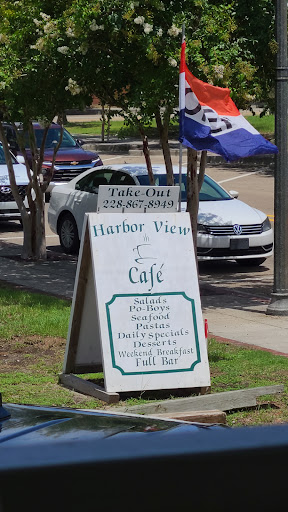 Take-Out
228-867-8949
Harbor View
Café
Salads
Po-Boys
Seafood
Pastas
Daily Specials
Desserts
Weekend Breakfast
Full Bar